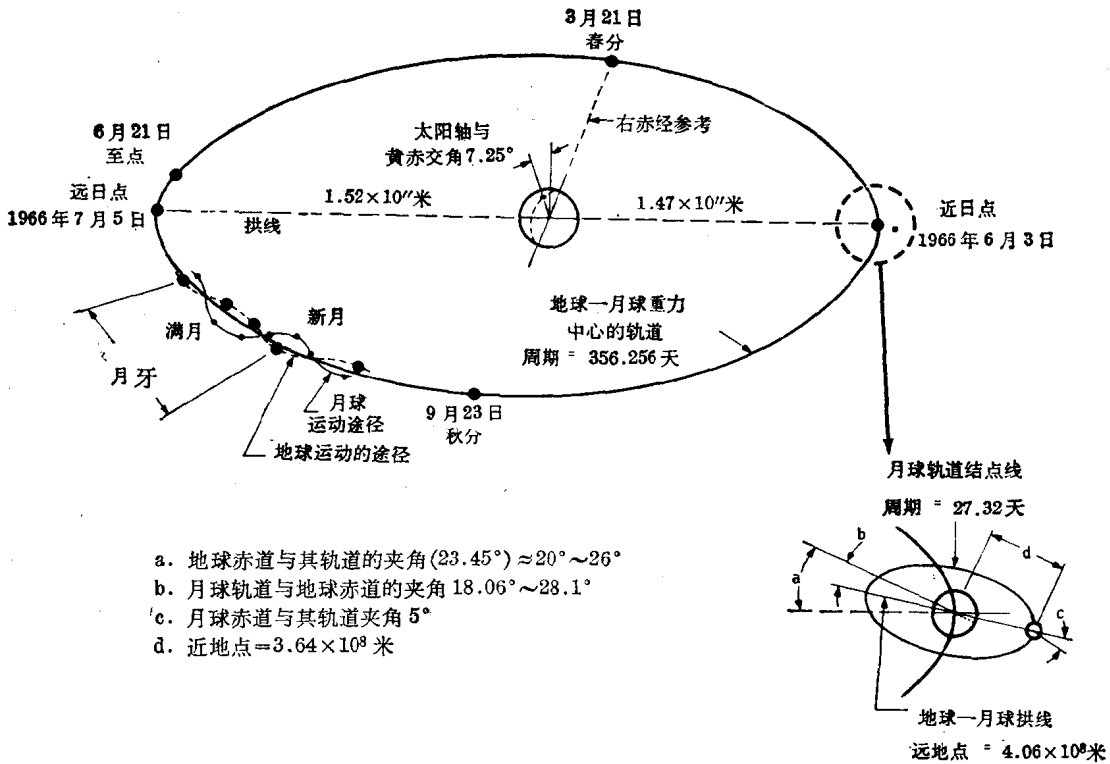 3月21日
春分
右赤经参考
太阳轴与
黄赤交角7.25°
6月21日
至点
远日点
1966年7月5日
1.52×10″米
拱线
1.47×10″米
近日点
1966年6月3日
地球—月球重力
中心的轨道
周期 = 356.256天
满月
新月
月牙
月球
运动途径
地球运动的途径
9月23日
秋分
月球轨道结点线
周期 = 27.32天
a
b
c
d
地球—月球拱线
远地点 = 4.06×10⁸米
a. 地球赤道与其轨道的夹角(23.45°)≈20°~26°
b. 月球轨道与地球赤道的夹角18.06°~28.1°
c. 月球赤道与其轨道夹角5°
d. 近地点=3.64×10⁸米